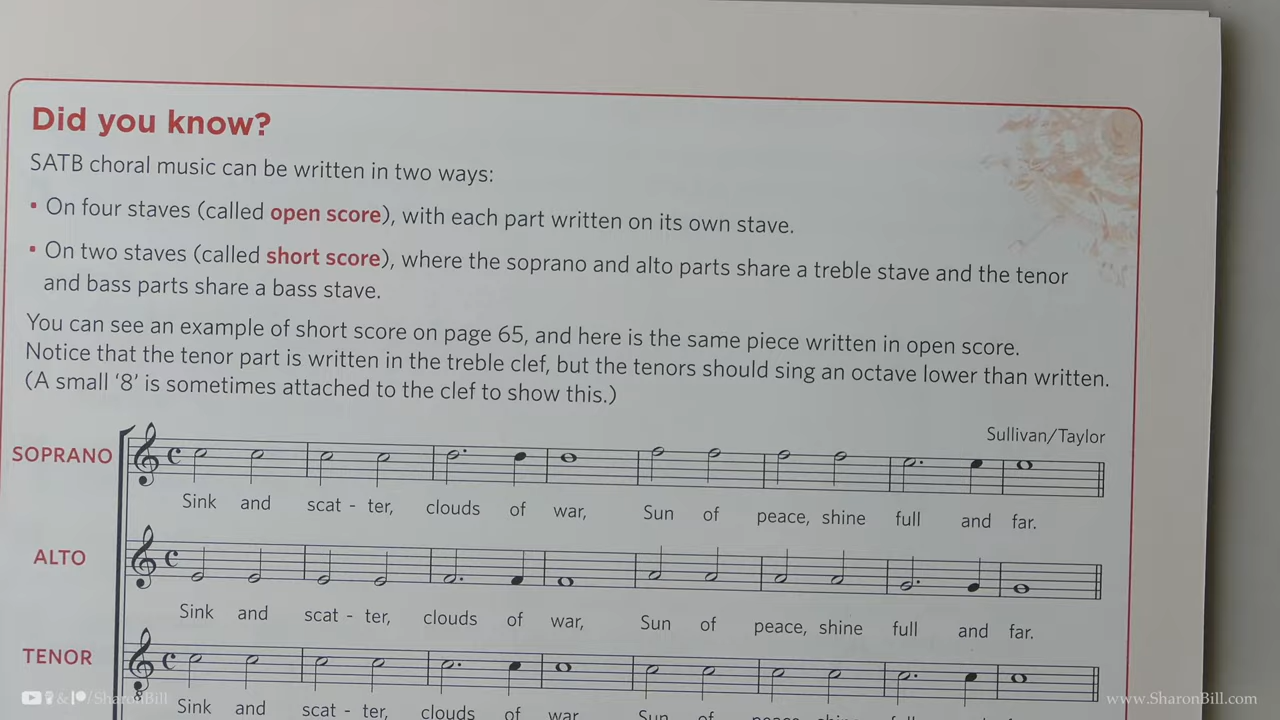 Did you know?
SATB choral music can be written in two ways:
▪ On four staves (called open score), with each part written on its own stave.
▪ On two staves (called short score), where the soprano and alto parts share a treble stave and the tenor
and bass parts share a bass stave.
You can see an example of short score on page 65, and here is the same piece written in open score.
Notice that the tenor part is written in the treble clef, but the tenors should sing an octave lower than written.
(A small ‘8’ is sometimes attached to the clef to show this.)
Sullivan/Taylor
SOPRANO
Sink and scat - ter, clouds of war, Sun of peace, shine full and far.
ALTO
Sink and scat - ter, clouds of war, Sun of peace, shine full and far.
TENOR
Sink and scat - ter, clouds of war Sun of
& /SharonBill
www.SharonBill.com